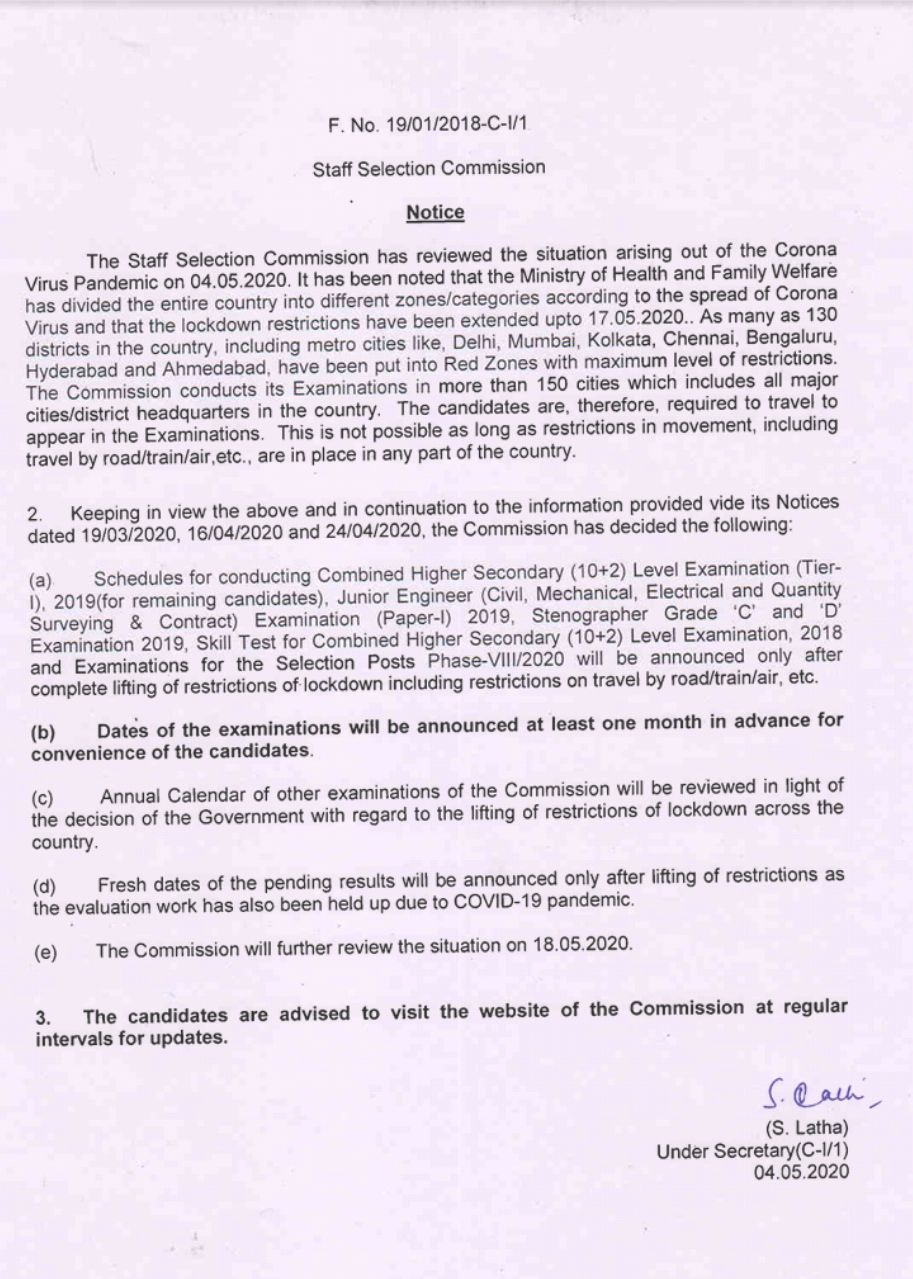 F. No. 19/01/2018-C-I/1
Staff Selection Commission
Notice
The Staff Selection Commission has reviewed the situation arising out of the Corona
Virus Pandemic on 04.05.2020. It has been noted that the Ministry of Health and Family Welfare
has divided the entire country into different zones/categories according to the spread of Corona
Virus and that the lockdown restrictions have been extended upto 17.05.2020.. As many as 130
districts in the country, including metro cities like, Delhi, Mumbai, Kolkata, Chennai, Bengaluru,
Hyderabad and Ahmedabad, have been put into Red Zones with maximum level of restrictions.
The Commission conducts its Examinations in more than 150 cities which includes all major
cities/district headquarters in the country. The candidates are, therefore, required to travel to
appear in the Examinations. This is not possible as long as restrictions in movement, including
travel by road/train/air,etc., are in place in any part of the country.
2. Keeping in view the above and in continuation to the information provided vide its Notices
dated 19/03/2020, 16/04/2020 and 24/04/2020, the Commission has decided the following:
(a) Schedules for conducting Combined Higher Secondary (10+2) Level Examination (Tier-
I), 2019(for remaining candidates), Junior Engineer (Civil, Mechanical, Electrical and Quantity
Surveying & Contract) Examination (Paper-I) 2019, Stenographer Grade 'C' and 'D'
Examination 2019, Skill Test for Combined Higher Secondary (10+2) Level Examination, 2018
and Examinations for the Selection Posts Phase-VIII/2020 will be announced only after
complete lifting of restrictions of lockdown including restrictions on travel by road/train/air, etc.
(b) Dates of the examinations will be announced at least one month in advance for
convenience of the candidates.
(c) Annual Calendar of other examinations of the Commission will be reviewed in light of
the decision of the Government with regard to the lifting of restrictions of lockdown across the
country.
(d) Fresh dates of the pending results will be announced only after lifting of restrictions as
the evaluation work has also been held up due to COVID-19 pandemic.
(e) The Commission will further review the situation on 18.05.2020.
3. The candidates are advised to visit the website of the Commission at regular
intervals for updates.
(S. Latha)
Under Secretary(C-I/1)
04.05.2020